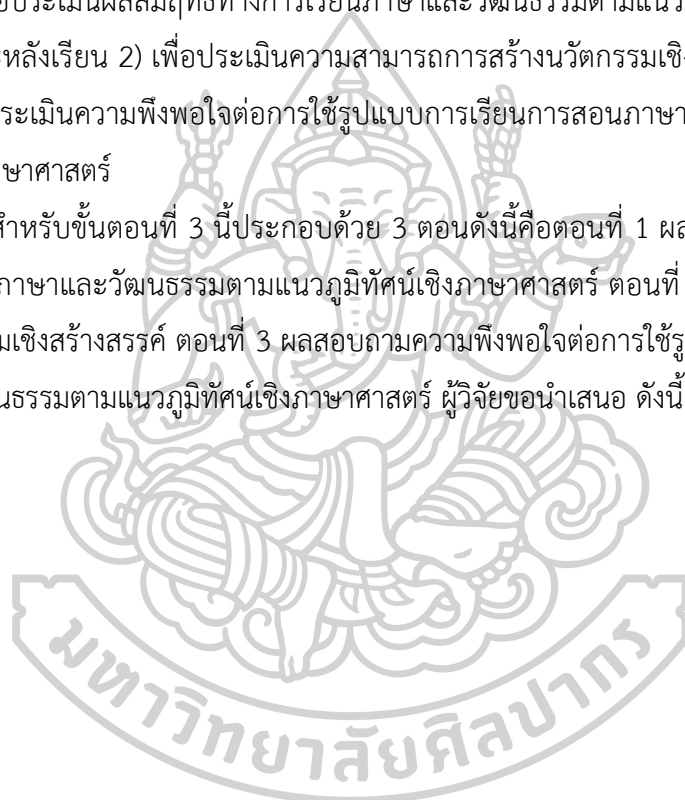 ประเมินผลสัมฤทธิ์ทางการเรียนภาษาและวัฒนธรรมตามแนว
หลังเรียน 2) เพื่อประเมินความสามารถการสร้างนวัตกรรมเชิง
ประเมินความพึงพอใจต่อการใช้รูปแบบการเรียนการสอนภาษา
ษาศาสตร์
สำหรับขั้นตอนที่ 3 นี้ประกอบด้วย 3 ตอนดังนี้คือตอนที่ 1 ผล
ภาษาและวัฒนธรรมตามแนวภูมิทัศน์เชิงภาษาศาสตร์ ตอนที่
มเชิงสร้างสรรค์ ตอนที่ 3 ผลสอบถามความพึงพอใจต่อการใช้รู
นธรรมตามแนวภูมิทัศน์เชิงภาษาศาสตร์ ผู้วิจัยขอนำเสนอ ดังนี้
มหาวิทยาลัยศิลปากร